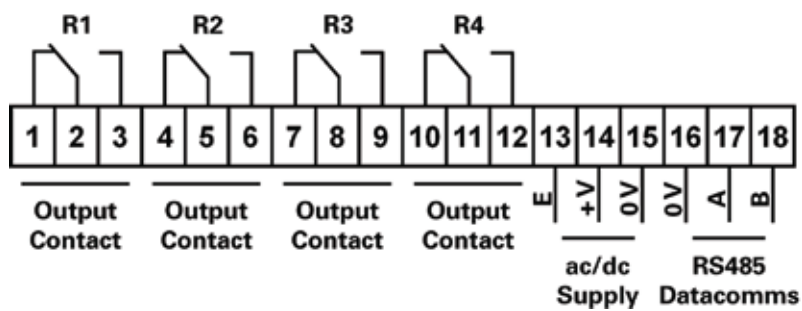 R1 R2 R3 R4
1 2 3 4 5 6 7 8 9 10 11 12 13 14 15 16 17 18
E +V 0V 0V A B
Output Contact
Output Contact
Output Contact
Output Contact
ac/dc Supply
RS485 Datacomms